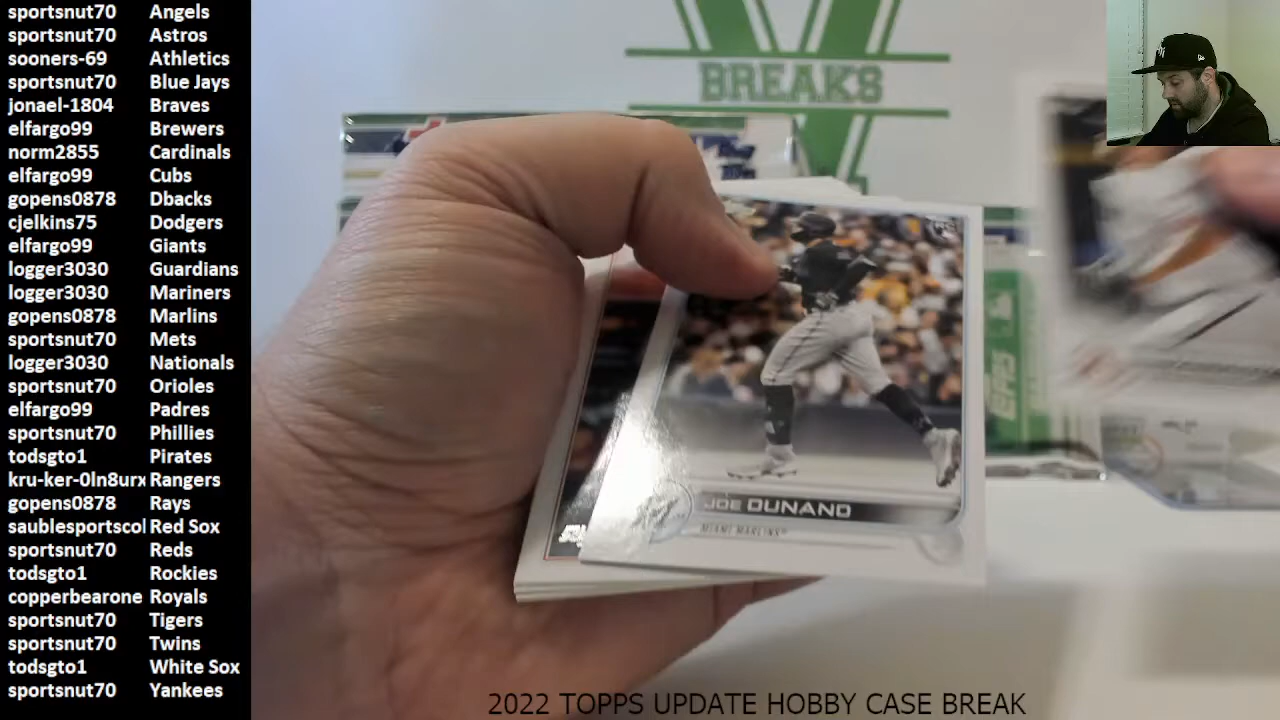 sportsnut70 Angels
sportsnut70 Astros
sooners-69 Athletics
sportsnut70 Blue Jays
jonael-1804 Braves
elfargo99 Brewers
norm2855 Cardinals
elfargo99 Cubs
gopens0878 Dbacks
cjelkins75 Dodgers
elfargo99 Giants
logger3030 Guardians
logger3030 Mariners
gopens0878 Marlins
sportsnut70 Mets
logger3030 Nationals
sportsnut70 Orioles
elfargo99 Padres
sportsnut70 Phillies
todsgto1 Pirates
kru-ker-0ln8urx Rangers
gopens0878 Rays
saublesportscol Red Sox
sportsnut70 Reds
todsgto1 Rockies
copperbearone Royals
sportsnut70 Tigers
sportsnut70 Twins
todsgto1 White Sox
sportsnut70 Yankees
BREAKS
JOE DUNAND
MIAMI MARLINS
2022 TOPPS UPDATE HOBBY CASE BREAK